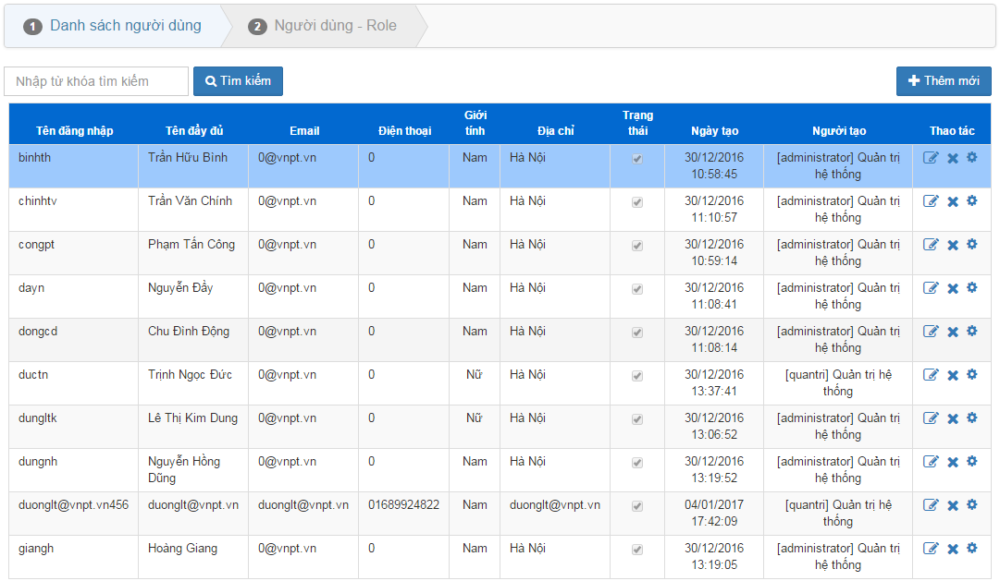 1 Danh sách người dùng 2 Người dùng - Role
Nhập từ khóa tìm kiếm Tìm kiếm Thêm mới
Tên đăng nhập Tên đầy đủ Email Điện thoại Giới tính Địa chỉ Trạng thái Ngày tạo Người tạo Thao tác
binhth Trần Hữu Bình 0@vnpt.vn 0 Nam Hà Nội 30/12/2016 [administrator] Quản trị
10:58:45 hệ thống
chinhtv Trần Văn Chính 0@vnpt.vn 0 Nam Hà Nội 30/12/2016 [administrator] Quản trị
11:10:57 hệ thống
congpt Phạm Tấn Công 0@vnpt.vn 0 Nam Hà Nội 30/12/2016 [administrator] Quản trị
10:59:14 hệ thống
dayn Nguyễn Đẩy 0@vnpt.vn 0 Nam Hà Nội 30/12/2016 [administrator] Quản trị
11:08:41 hệ thống
dongcd Chu Đình Động 0@vnpt.vn 0 Nam Hà Nội 30/12/2016 [administrator] Quản trị
11:08:14 hệ thống
ductn Trịnh Ngọc Đức 0@vnpt.vn 0 Nữ Hà Nội 30/12/2016 [quantri] Quản trị hệ
13:37:41 thống
dungltk Lê Thị Kim Dung 0@vnpt.vn 0 Nữ Hà Nội 30/12/2016 [administrator] Quản trị
13:06:52 hệ thống
dungnh Nguyễn Hồng 0@vnpt.vn 0 Nam Hà Nội 30/12/2016 [administrator] Quản trị
Dũng 13:19:52 hệ thống
duonglt@vnpt.vn456 duonglt@vnpt.vn duonglt@vnpt.vn 01689924822 Nam duonglt@vnpt.vn 04/01/2017 [quantri] Quản trị hệ
17:42:09 thống
giangh Hoàng Giang 0@vnpt.vn 0 Nam Hà Nội 30/12/2016 [administrator] Quản trị
13:19:05 hệ thống